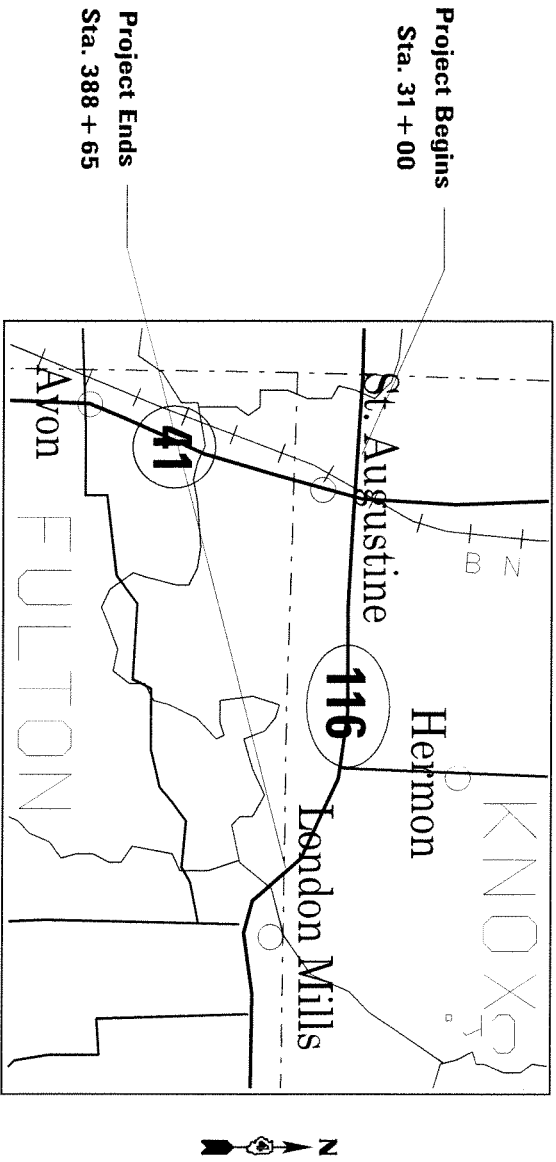 Project Begins
Sta. 31 + 00
Project Ends
Sta. 388 + 65
St. Augustine
Hermon
London Mills
Avon
KNOX
FULTON
B N
116
41
N